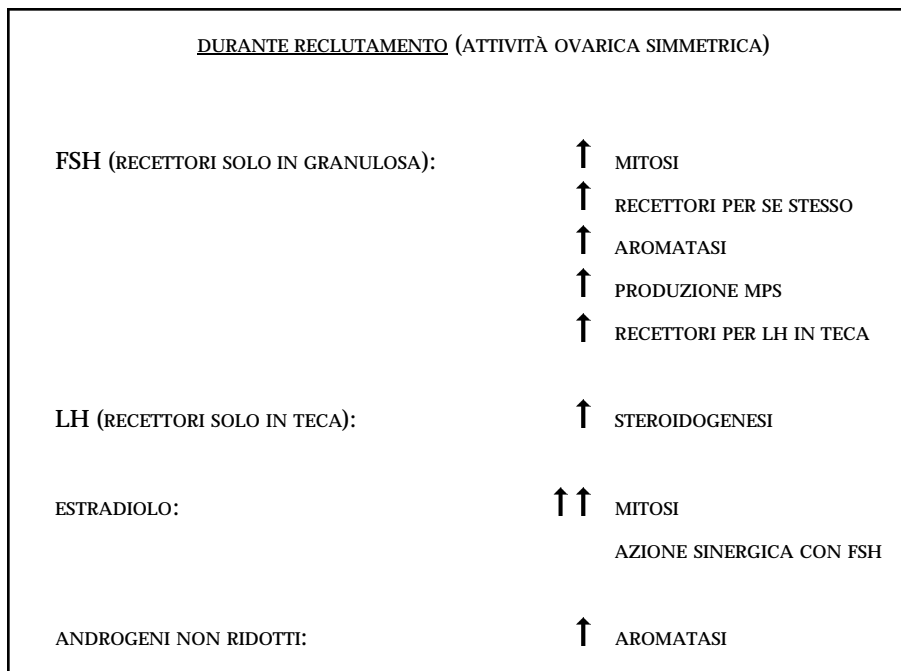 DURANTE RECLUTAMENTO (ATTIVITÀ OVARICA SIMMETRICA)
FSH (RECETTORI SOLO IN GRANULOSA): ↑ MITOSI
↑ RECETTORI PER SE STESSO
↑ AROMATASI
↑ PRODUZIONE MPS
↑ RECETTORI PER LH IN TECA
LH (RECETTORI SOLO IN TECA): ↑ STEROIDOGENESI
ESTRADIOLO: ↑↑ MITOSI
AZIONE SINERGICA CON FSH
ANDROGENI NON RIDOTTI: ↑ AROMATASI